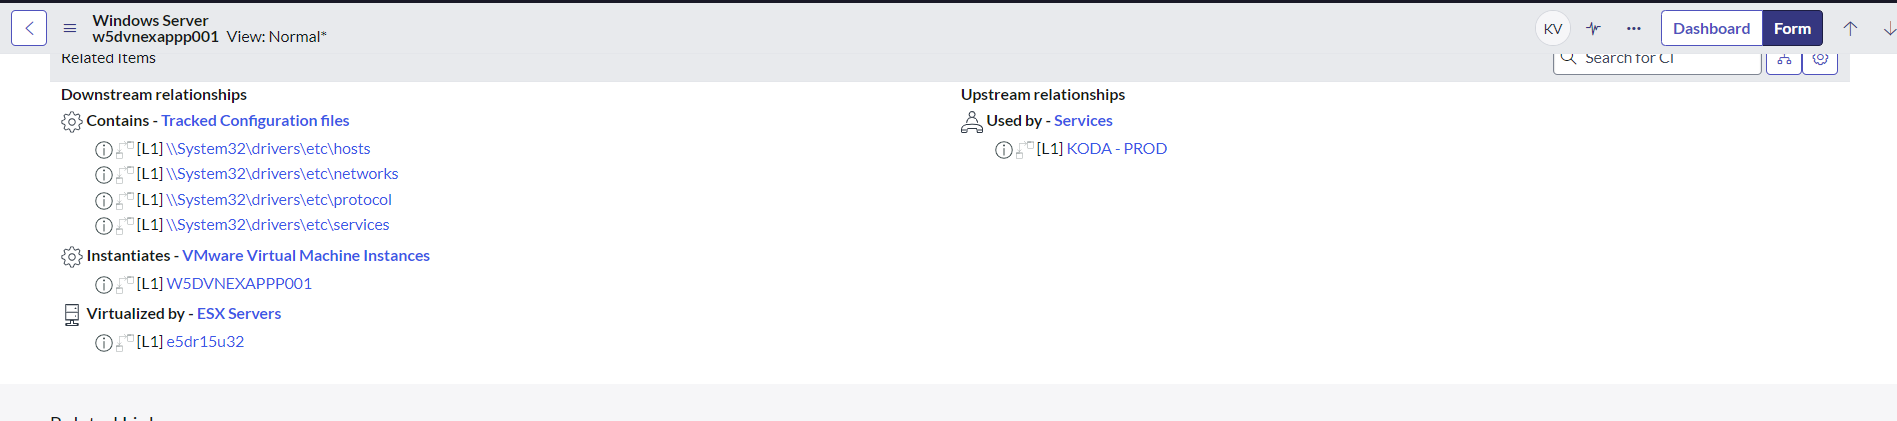 Windows Server
w5dvnexappp001 View: Normal*
KV
Dashboard
Form
Related Items
Search for CI
Downstream relationships
Contains - Tracked Configuration files
[L1] \\System32\drivers\etc\hosts
[L1] \\System32\drivers\etc\networks
[L1] \\System32\drivers\etc\protocol
[L1] \\System32\drivers\etc\services
Instantiates - VMware Virtual Machine Instances
[L1] W5DVNEXAPPP001
Virtualized by - ESX Servers
[L1] e5dr15u32
Upstream relationships
Used by - Services
[L1] KODA - PROD